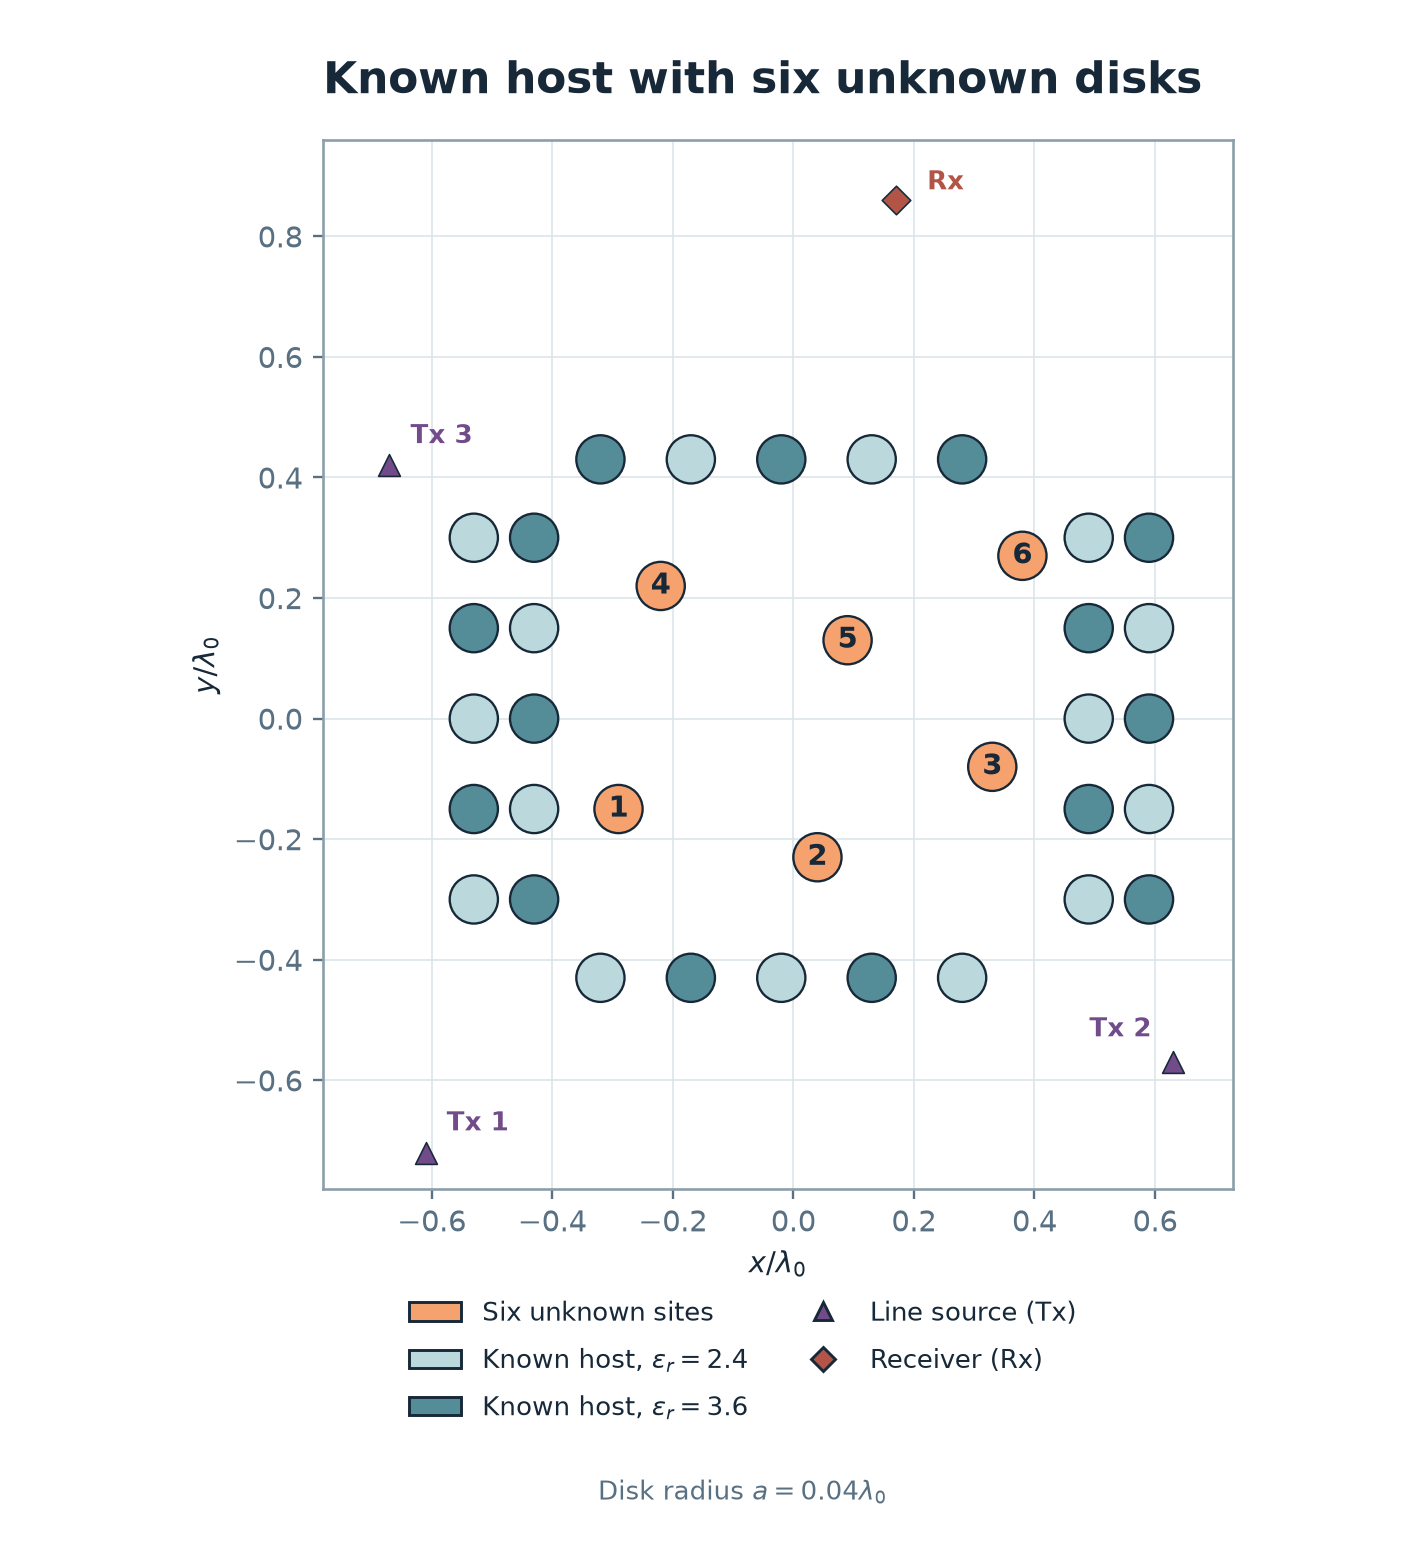 Known host with six unknown disks
Rx
0.8
0.6
Tx 3
0.4
6
4
0.2
5
y/λ₀
0.0
3
1
−0.2
2
−0.4
Tx 2
−0.6
Tx 1
−0.6 −0.4 −0.2 0.0 0.2 0.4 0.6
x/λ₀
Six unknown sites
Known host, εᵣ = 2.4
Known host, εᵣ = 3.6
Line source (Tx)
Receiver (Rx)
Disk radius a = 0.04λ₀